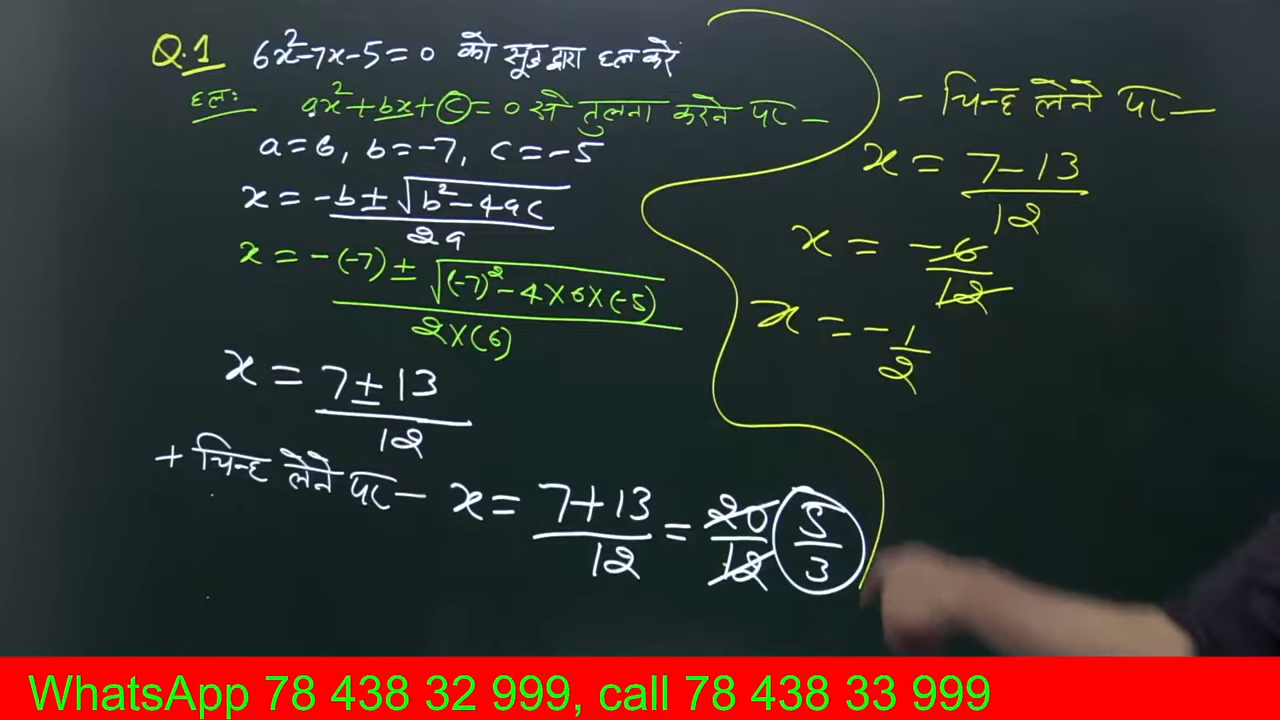 Q.1 6x²-7x-5=0 को सूत्र द्वारा हल करे
हलः ax²+bx+c=0 से तुलना करने पर —
a=6, b=-7, c=-5
x = -b±√b²-4ac / 2a
x = -(-7)±√(-7)²-4×6×(-5) / 2×(6)
x = 7±13 / 12
+ चिन्ह लेने पर — x = 7+13 / 12 = 20/12 5/3
- चिन्ह लेने पर —
x = 7-13 / 12
x = -6/12
x = -1/2
WhatsApp 78 438 32 999, call 78 438 33 999